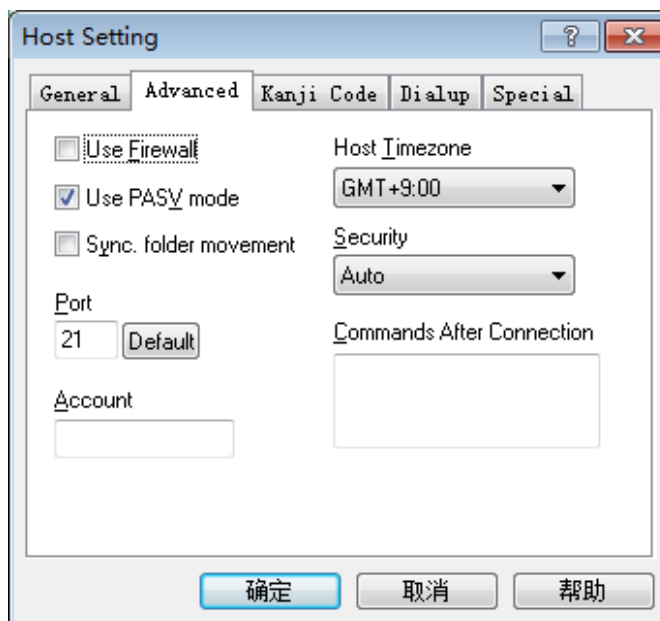 Host Setting
General Advanced Kanji Code Dialup Special
Use Firewall
Use PASV mode
Sync. folder movement
Port
21 Default
Account
Host Timezone
GMT+9:00
Security
Auto
Commands After Connection
确定 取消 帮助